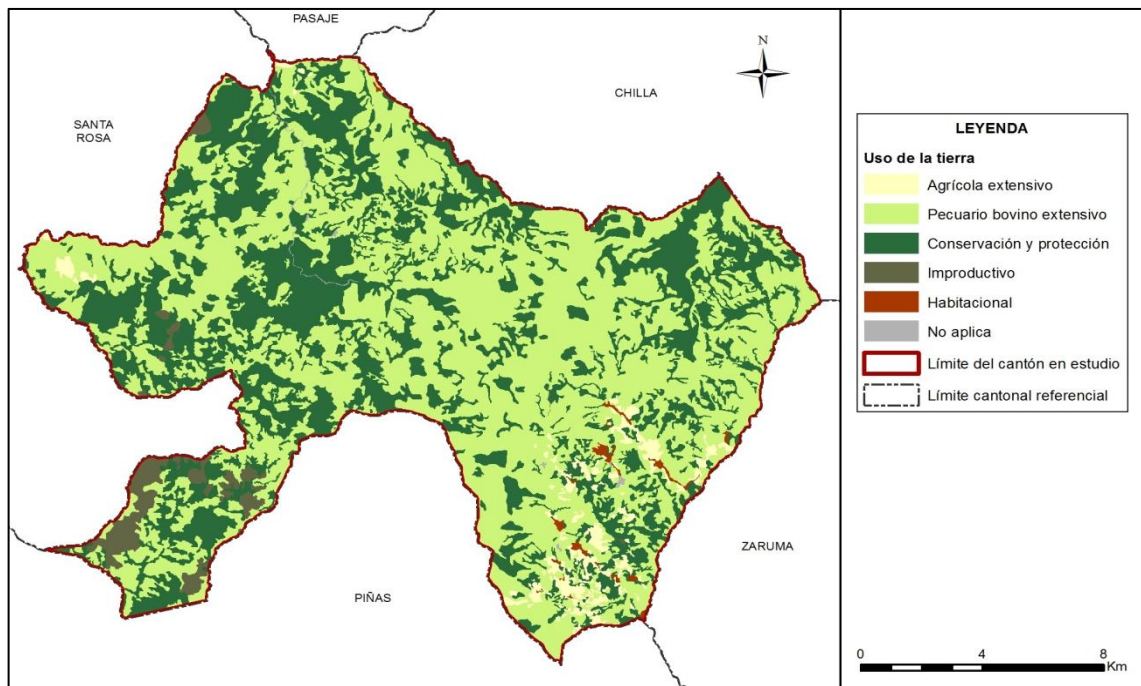 PASAJE
N
CHILLA
SANTA
ROSA
ZARUMA
PIÑAS
LEYENDA
Uso de la tierra
Agrícola extensivo
Pecuario bovino extensivo
Conservación y protección
Improductivo
Habitacional
No aplica
Límite del cantón en estudio
Límite cantonal referencial
0 4 8
Km